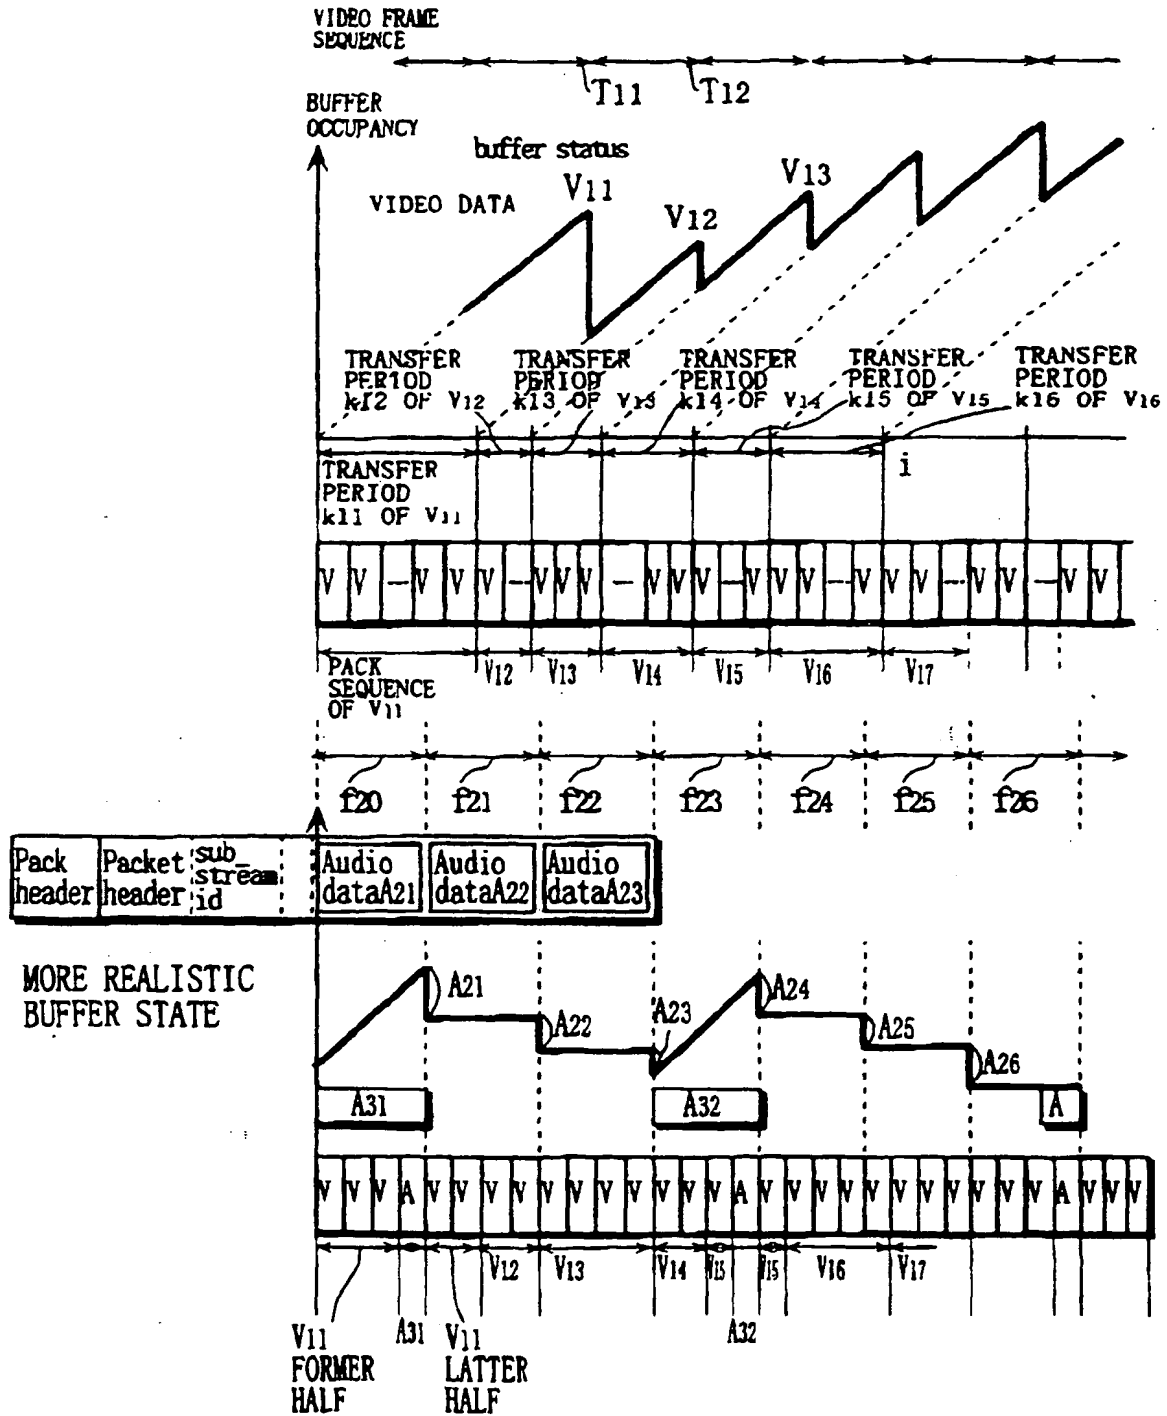 VIDEO FRAME
SEQUENCE
T11
T12
BUFFER
OCCUPANCY
buffer status
VIDEO DATA
V11
V12
V13
TRANSFER
PERIOD
k12 OF V12
TRANSFER
PERIOD
k13 OF V13
TRANSFER
PERIOD
k14 OF V14
TRANSFER
PERIOD
k15 OF V15
TRANSFER
PERIOD
k16 OF V16
TRANSFER
PERIOD
k11 OF V11
i
V V — V V V — V V V — V V V — V V V — V V V — V V — V V
PACK
SEQUENCE
OF V11
V12 V13 V14 V15 V16 V17
f20 f21 f22 f23 f24 f25 f26
Pack
header
Packet
header
sub_
stream
id
Audio
dataA21
Audio
dataA22
Audio
dataA23
MORE REALISTIC
BUFFER STATE
A21
A22
A23
A24
A25
A26
A31
A32
A
V V V A V V V V V V V V V V V A V V V V V V V V V V V A V V V
V12 V13 V14 V15 V15 V16 V17
V11
FORMER
HALF
A31
V11
LATTER
HALF
A32